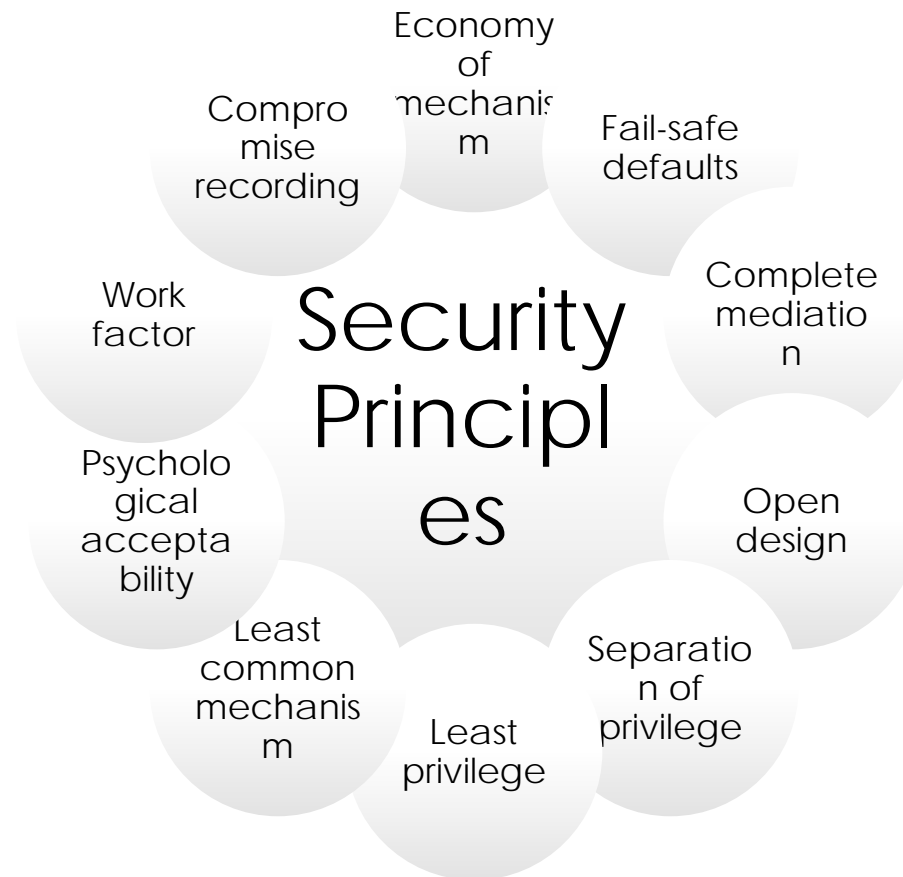 Economy
of
mechanis
m
Fail-safe
defaults
Complete
mediatio
n
Open
design
Separatio
n of
privilege
Least
privilege
Least
common
mechanis
m
Psycholo
gical
accepta
bility
Work
factor
Compro
mise
recording
Security
Principl
es